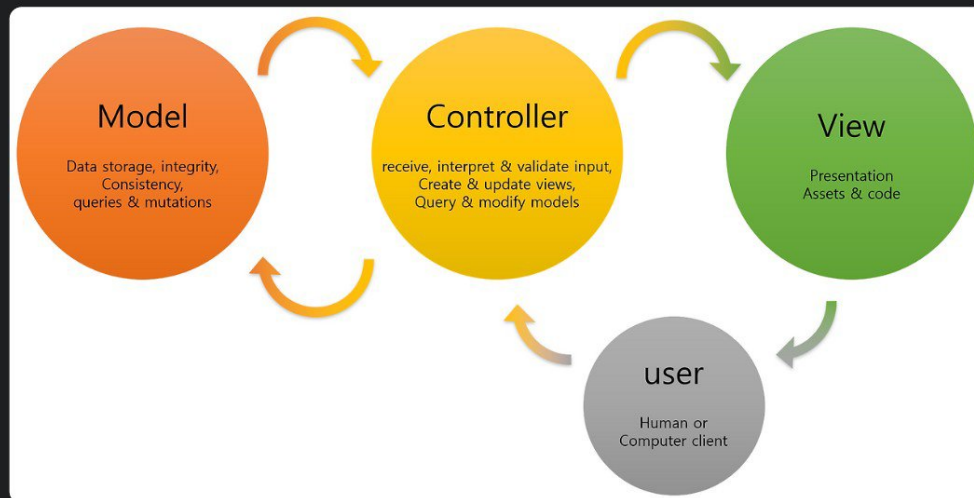 Model
Data storage, integrity,
Consistency,
queries & mutations
Controller
receive, interpret & validate input,
Create & update views,
Query & modify models
View
Presentation
Assets & code
user
Human or
Computer client